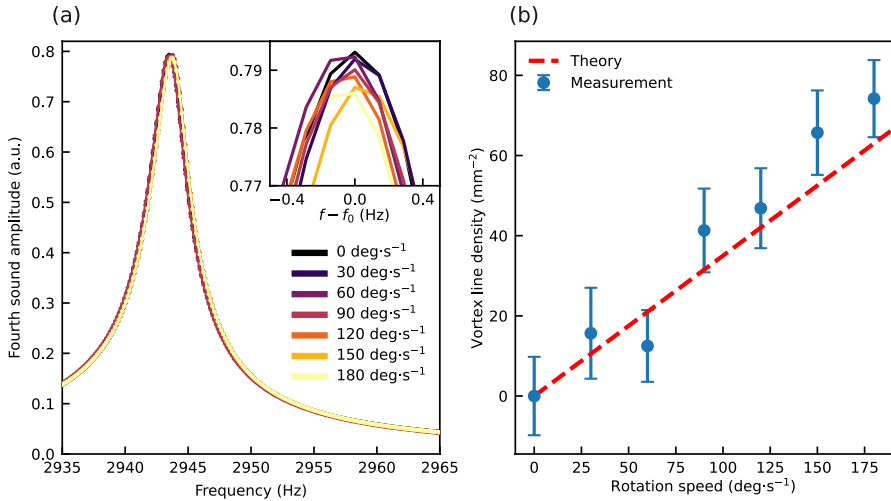 (a)
Fourth sound amplitude (a.u.)
0.8
0.7
0.6
0.5
0.4
0.3
0.2
0.1
0.0
2935 2940 2945 2950 2955 2960 2965
Frequency (Hz)
0.79
0.78
0.77
−0.4 0.0 0.4
f − f₀ (Hz)
0 deg·s⁻¹
30 deg·s⁻¹
60 deg·s⁻¹
90 deg·s⁻¹
120 deg·s⁻¹
150 deg·s⁻¹
180 deg·s⁻¹
(b)
Vortex line density (mm⁻²)
80
60
40
20
0
Theory
Measurement
0 25 50 75 100 125 150 175
Rotation speed (deg·s⁻¹)